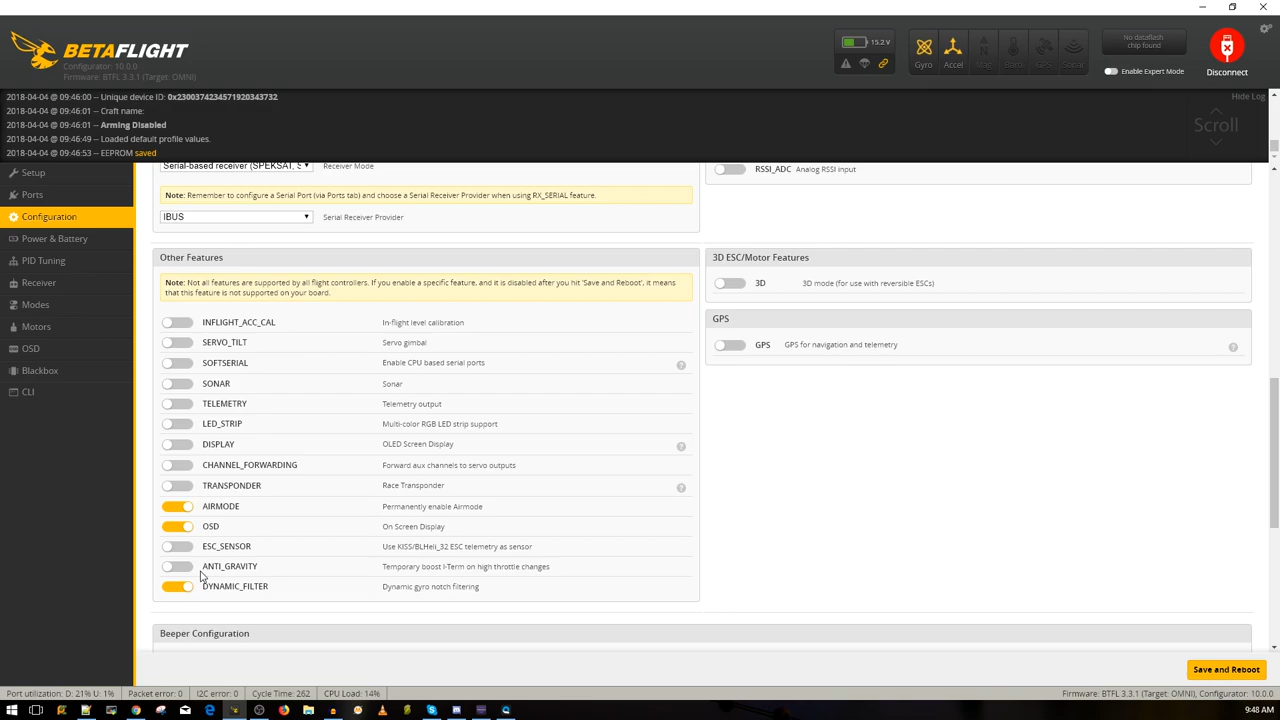 BETAFLIGHT
Configurator: 10.0.0
Firmware: BTFL 3.3.1 (Target: OMNI)
15.2 V
Gyro
Accel
Mag
Baro
GPS
Sonar
No dataflash
chip found
Enable Expert Mode
Disconnect
2018-04-04 @ 09:46:00 -- Unique device ID: 0x2300374234571920343732
Hide Log
2018-04-04 @ 09:46:01 -- Craft name:
2018-04-04 @ 09:46:01 -- Arming Disabled
2018-04-04 @ 09:46:49 -- Loaded default profile values.
2018-04-04 @ 09:46:53 -- EEPROM saved
Scroll
Setup
Ports
Configuration
Power & Battery
PID Tuning
Receiver
Modes
Motors
OSD
Blackbox
CLI
Serial-based receiver (SPEKSAT, S
Receiver Mode
Note: Remember to configure a Serial Port (via Ports tab) and choose a Serial Receiver Provider when using RX_SERIAL feature.
IBUS
Serial Receiver Provider
RSSI_ADC Analog RSSI input
Other Features
Note: Not all features are supported by all flight controllers. If you enable a specific feature, and it is disabled after you hit 'Save and Reboot', it means
that this feature is not supported on your board.
INFLIGHT_ACC_CAL In-flight level calibration
SERVO_TILT Servo gimbal
SOFTSERIAL Enable CPU based serial ports ?
SONAR Sonar
TELEMETRY Telemetry output
LED_STRIP Multi-color RGB LED strip support
DISPLAY OLED Screen Display ?
CHANNEL_FORWARDING Forward aux channels to servo outputs
TRANSPONDER Race Transponder ?
AIRMODE Permanently enable Airmode
OSD On Screen Display
ESC_SENSOR Use KISS/BLHeli_32 ESC telemetry as sensor
ANTI_GRAVITY Temporary boost I-Term on high throttle changes
DYNAMIC_FILTER Dynamic gyro notch filtering
3D ESC/Motor Features
3D 3D mode (for use with reversible ESCs)
GPS
GPS GPS for navigation and telemetry ?
Beeper Configuration
Save and Reboot
Port utilization: D: 21% U: 1% Packet error: 0 I2C error: 0 Cycle Time: 262 CPU Load: 14% Firmware: BTFL 3.3.1 (Target: OMNI), Configurator: 10.0.0
9:48 AM